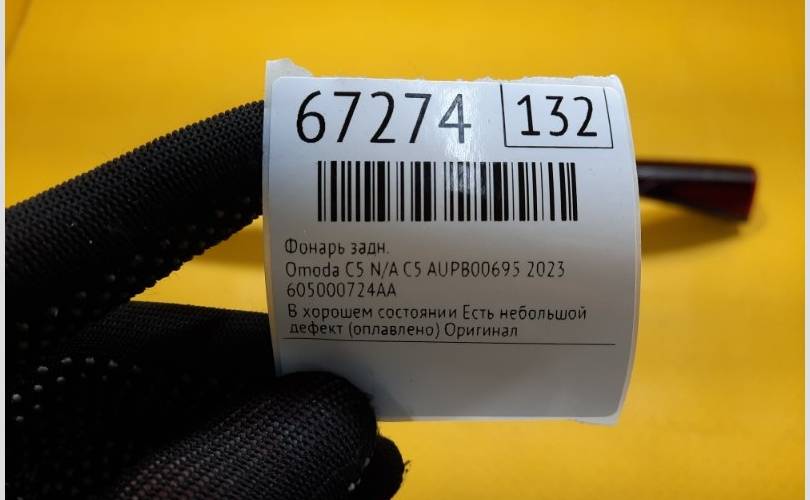 67274 132
Фонарь задн.
Omoda C5 N/A C5 AUPB00695 2023
605000724AA
В хорошем состоянии Есть небольшой
дефект (оплавлено) Оригинал